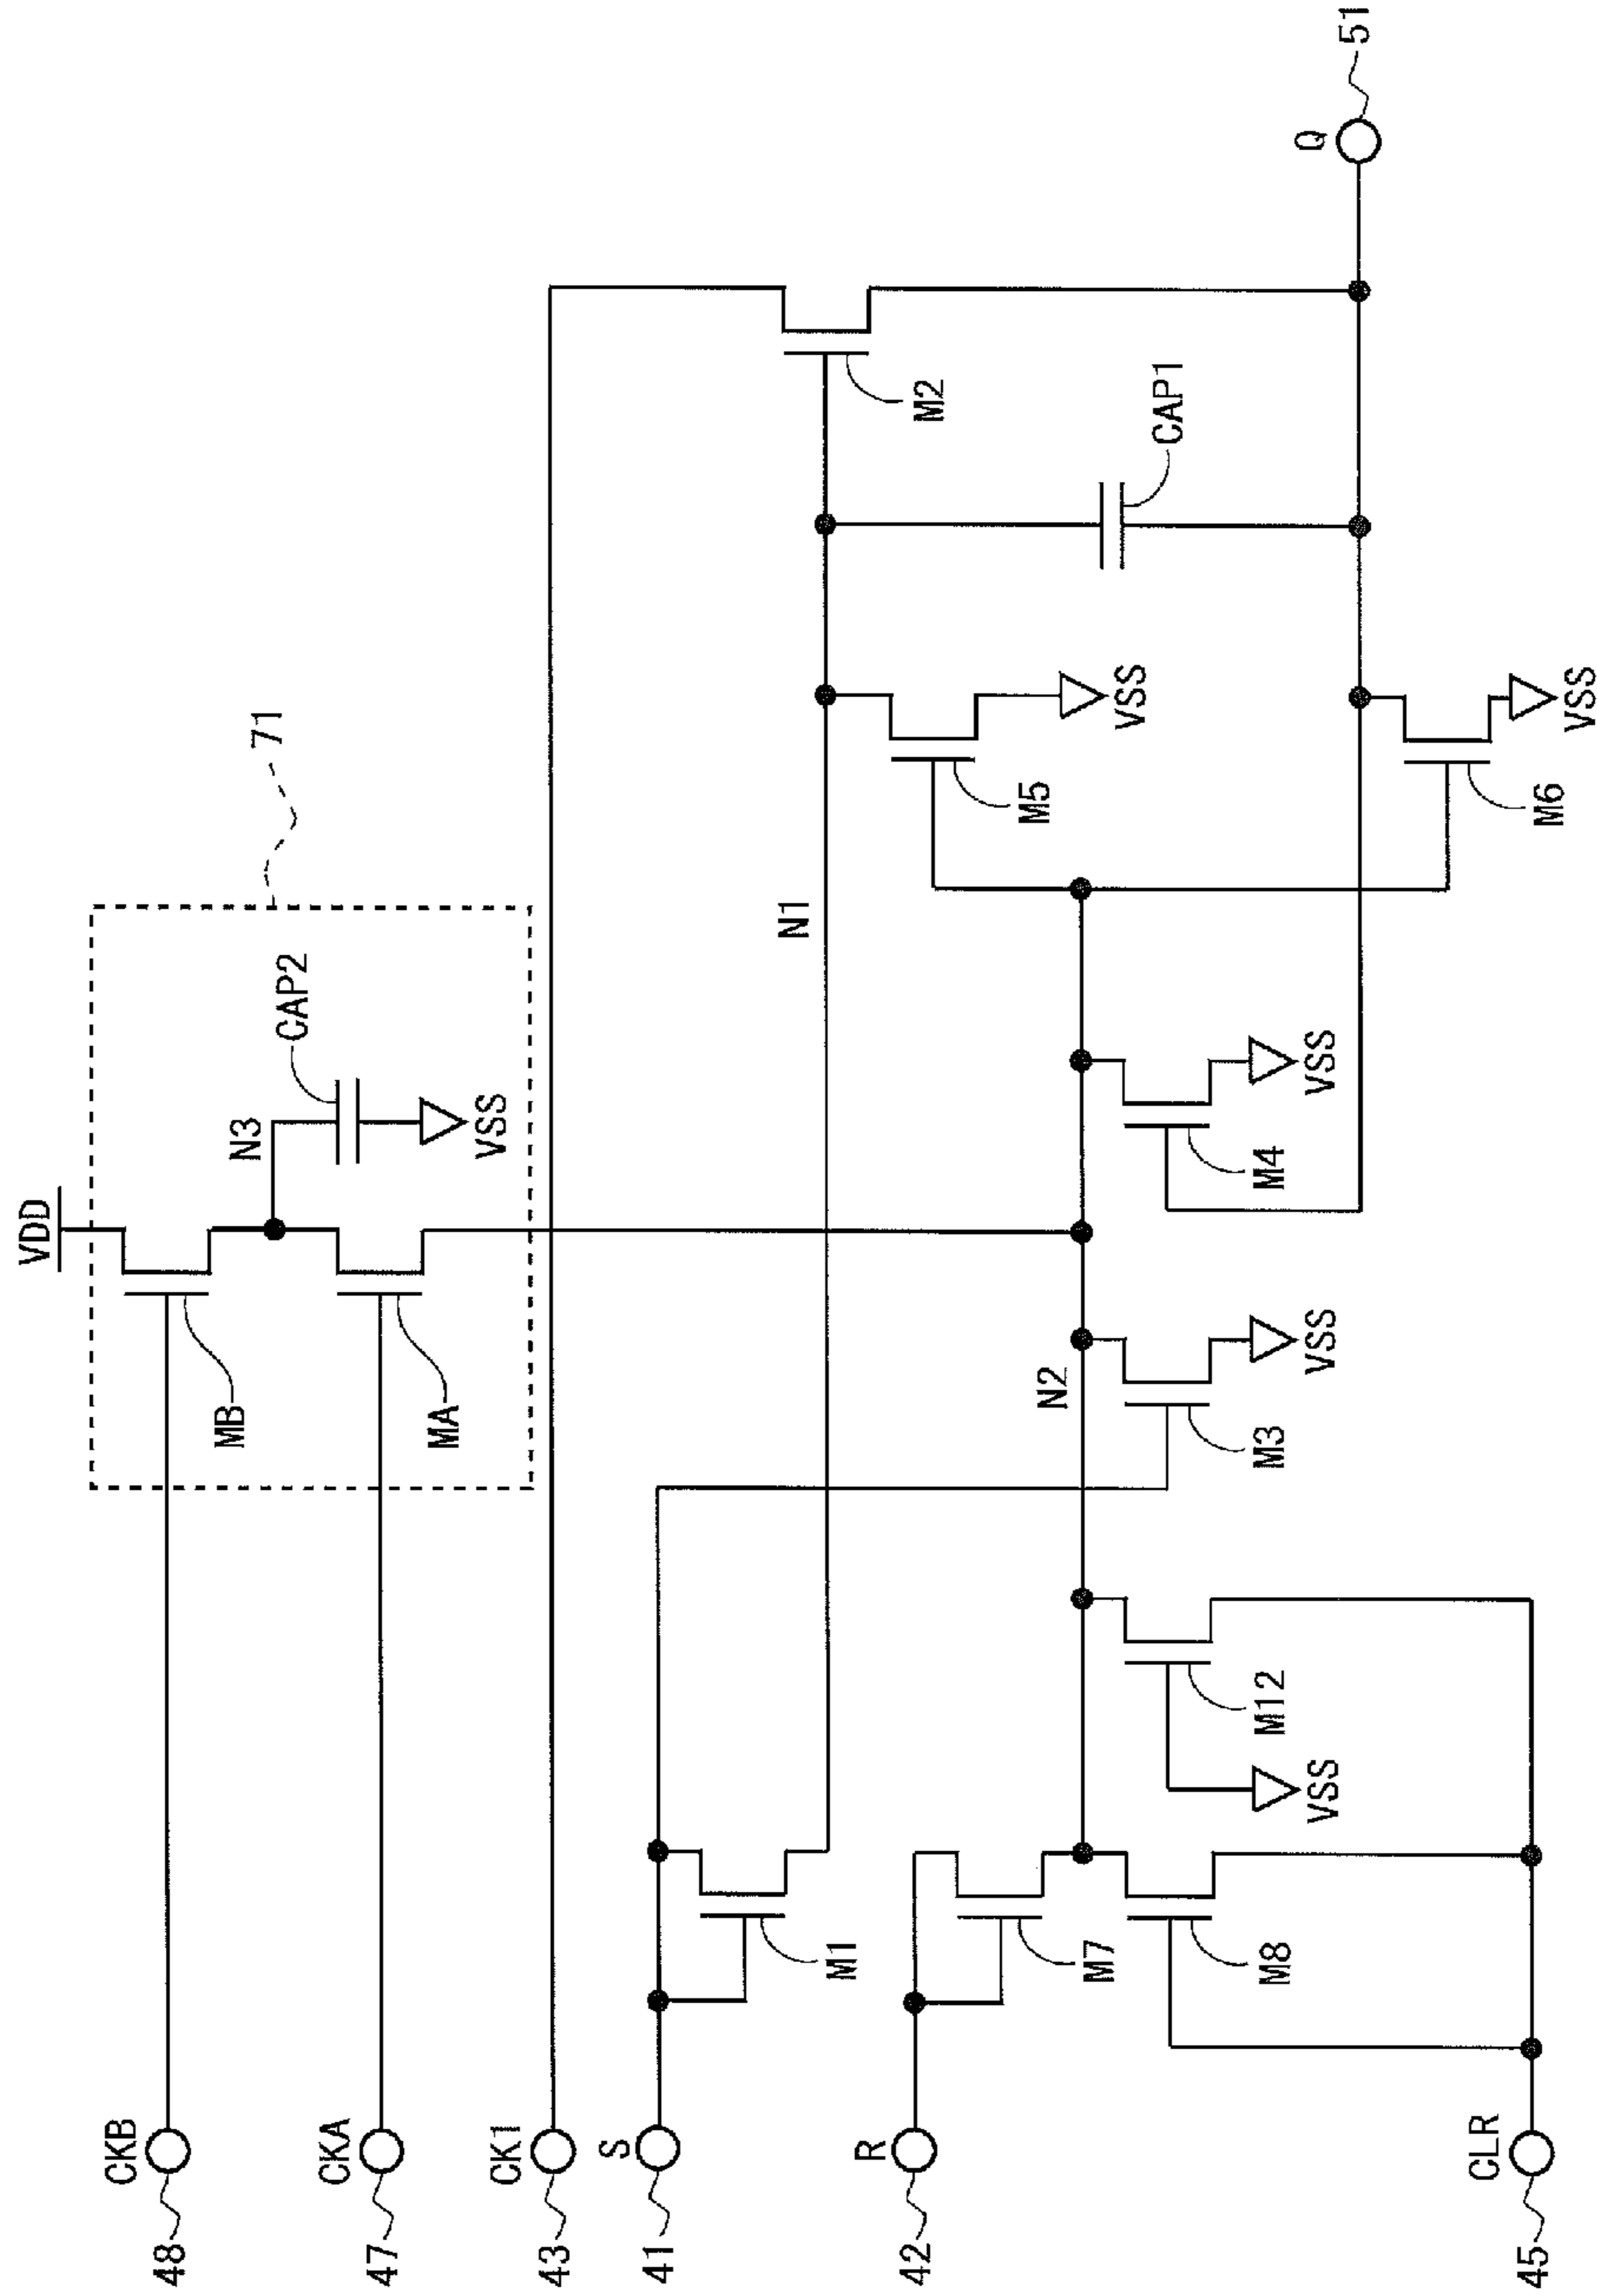 VDD
71
CKB
48
MB
N3
CAP2
CKA
47
MA
VSS
CK1
43
S
41
N1
M1
M2
R
42
M7
N2
M5
VSS
CAP1
M8
M12
M3
M4
VSS
VSS
VSS
Q
51
CLR
45
M6
VSS